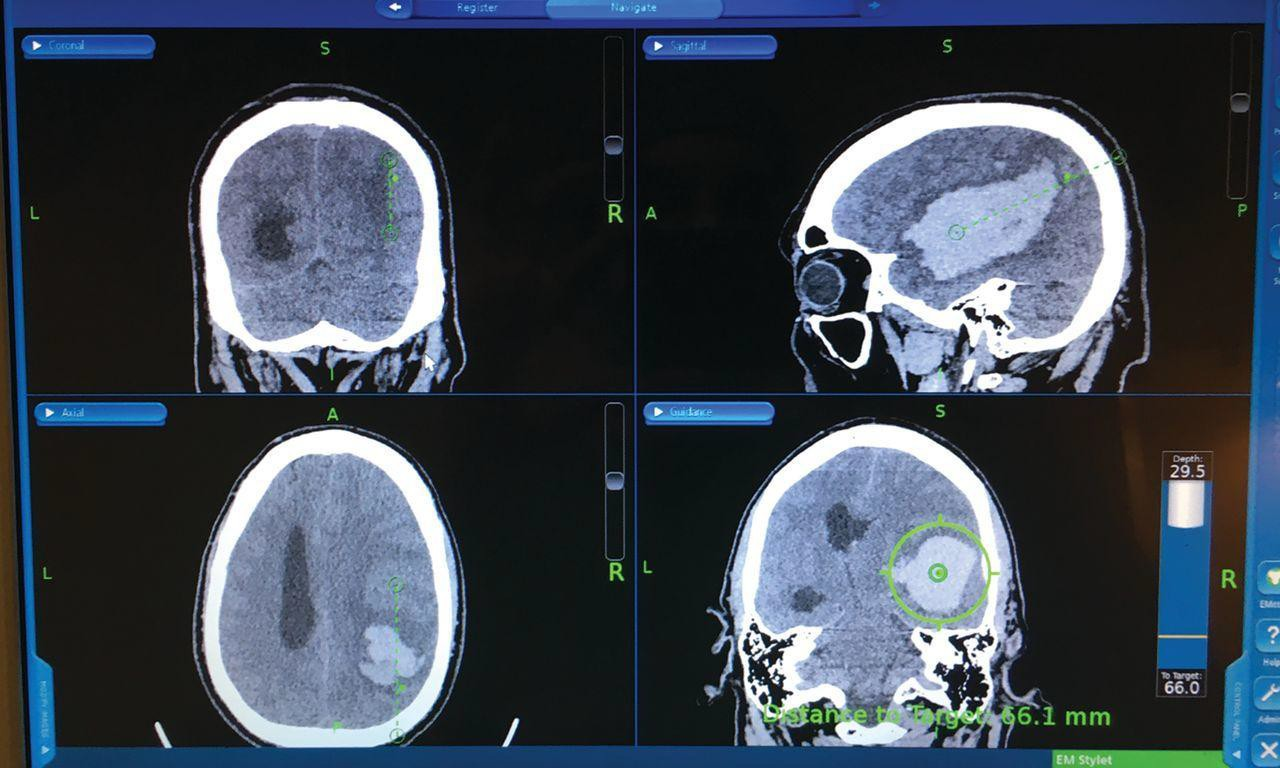 Register
Navigate
Coronal
S
L
R
I
Sagittal
S
A
P
Axial
A
L
R
P
Guidance
S
L
R
Depth:
29.5
To Target:
66.0
Distance to Target: 66.1 mm
EM Stylet
Help